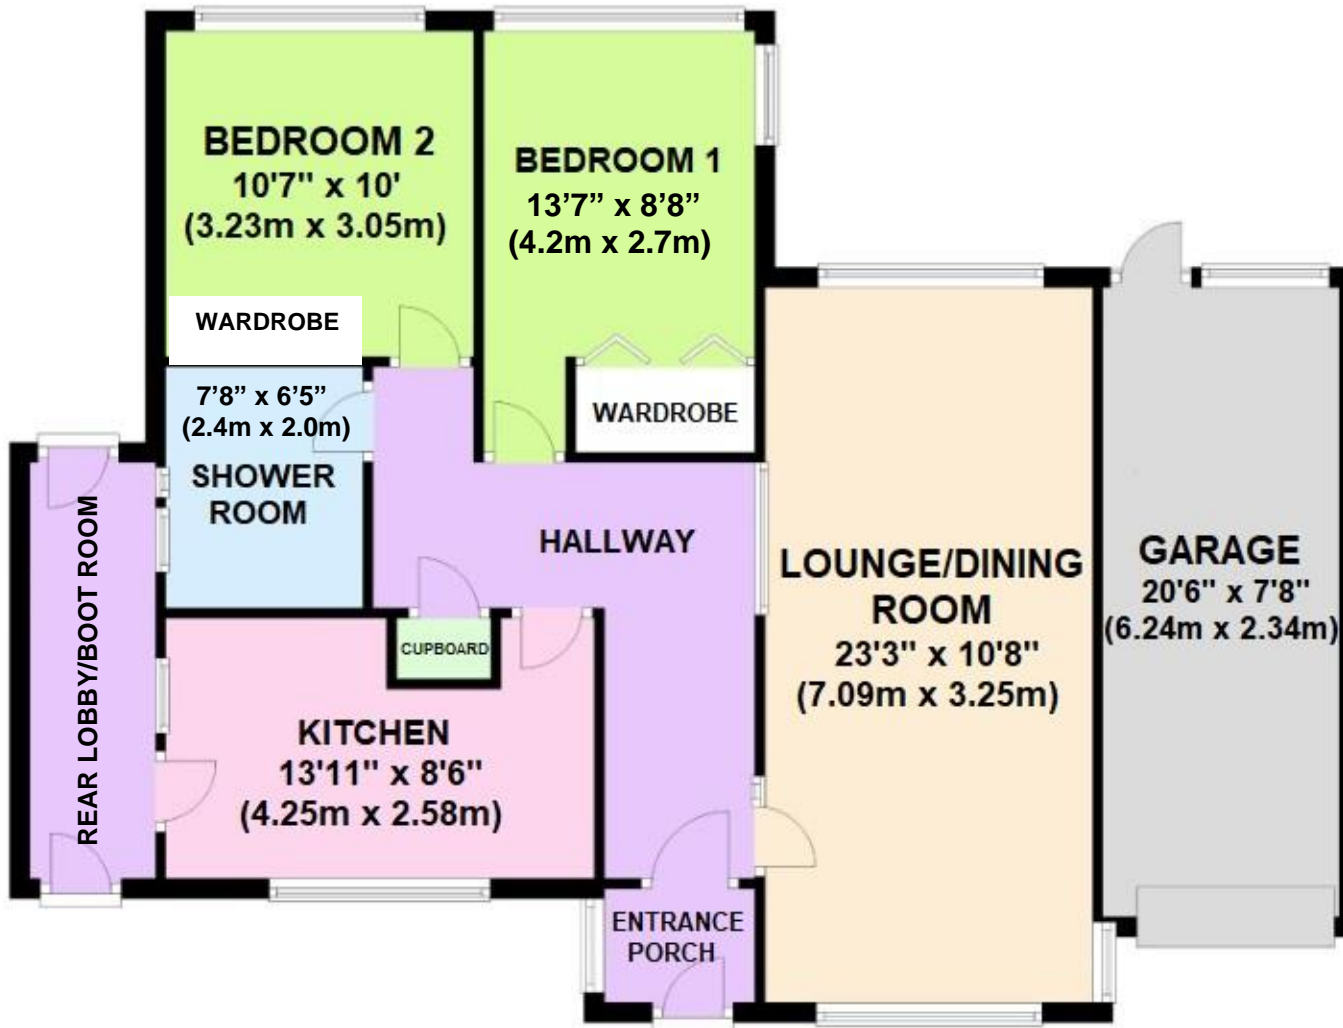 BEDROOM 2
10'7" x 10'
(3.23m x 3.05m)
BEDROOM 1
13’7” x 8’8”
(4.2m x 2.7m)
WARDROBE
7’8” x 6’5”
(2.4m x 2.0m)
SHOWER
ROOM
WARDROBE
REAR LOBBY/BOOT ROOM
HALLWAY
LOUNGE/DINING
ROOM
23'3" x 10'8"
(7.09m x 3.25m)
GARAGE
20'6" x 7'8"
(6.24m x 2.34m)
CUPBOARD
KITCHEN
13'11" x 8'6"
(4.25m x 2.58m)
ENTRANCE
PORCH